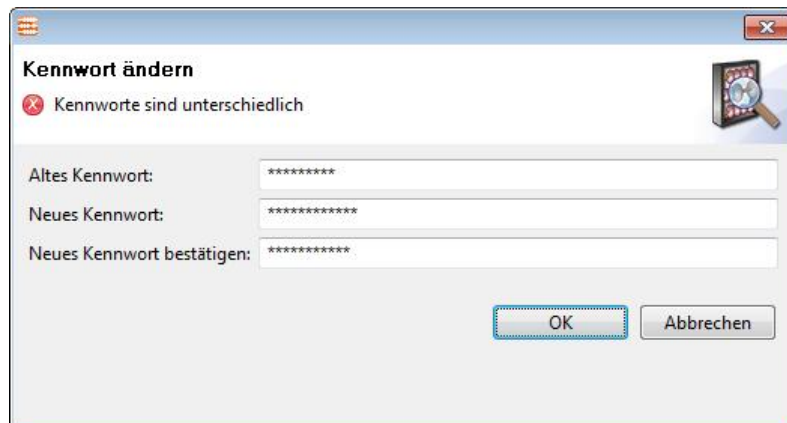 Kennwort ändern
Kennworte sind unterschiedlich
Altes Kennwort: *********
Neues Kennwort: ************
Neues Kennwort bestätigen: ***********
OK Abbrechen